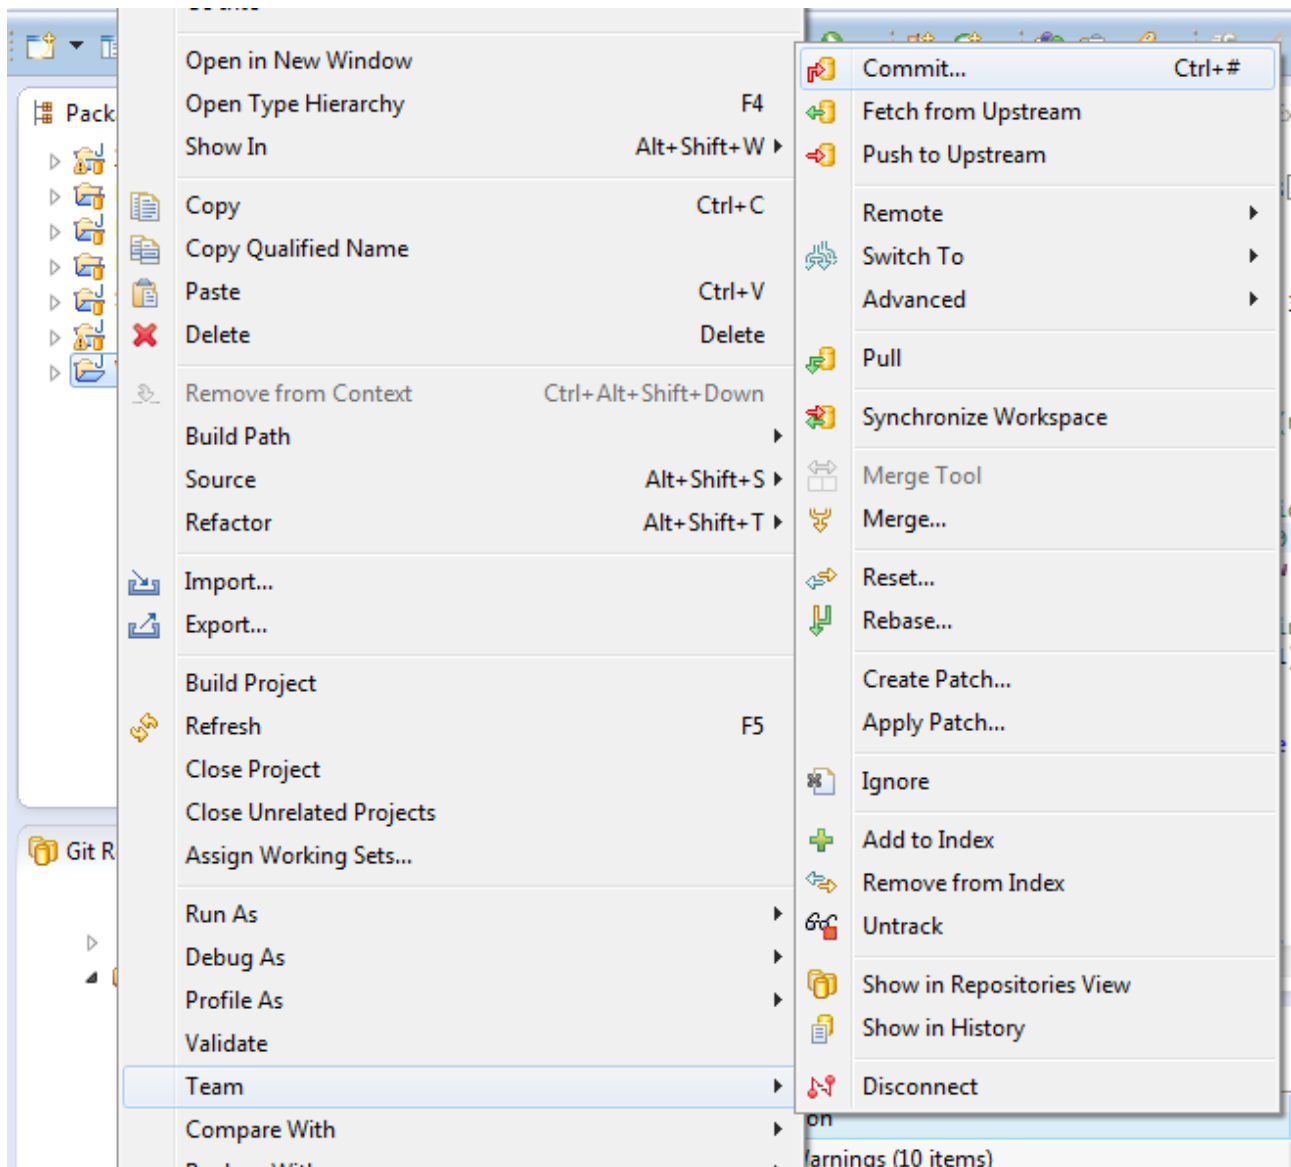 Open in New Window
Open Type Hierarchy F4
Show In Alt+Shift+W
Copy Ctrl+C
Copy Qualified Name
Paste Ctrl+V
Delete Delete
Remove from Context Ctrl+Alt+Shift+Down
Build Path
Source Alt+Shift+S
Refactor Alt+Shift+T
Import...
Export...
Build Project
Refresh F5
Close Project
Close Unrelated Projects
Assign Working Sets...
Run As
Debug As
Profile As
Validate
Team
Compare With
Commit... Ctrl+#
Fetch from Upstream
Push to Upstream
Remote
Switch To
Advanced
Pull
Synchronize Workspace
Merge Tool
Merge...
Reset...
Rebase...
Create Patch...
Apply Patch...
Ignore
Add to Index
Remove from Index
Untrack
Show in Repositories View
Show in History
Disconnect
Pack
Git R
on
arnings (10 items)